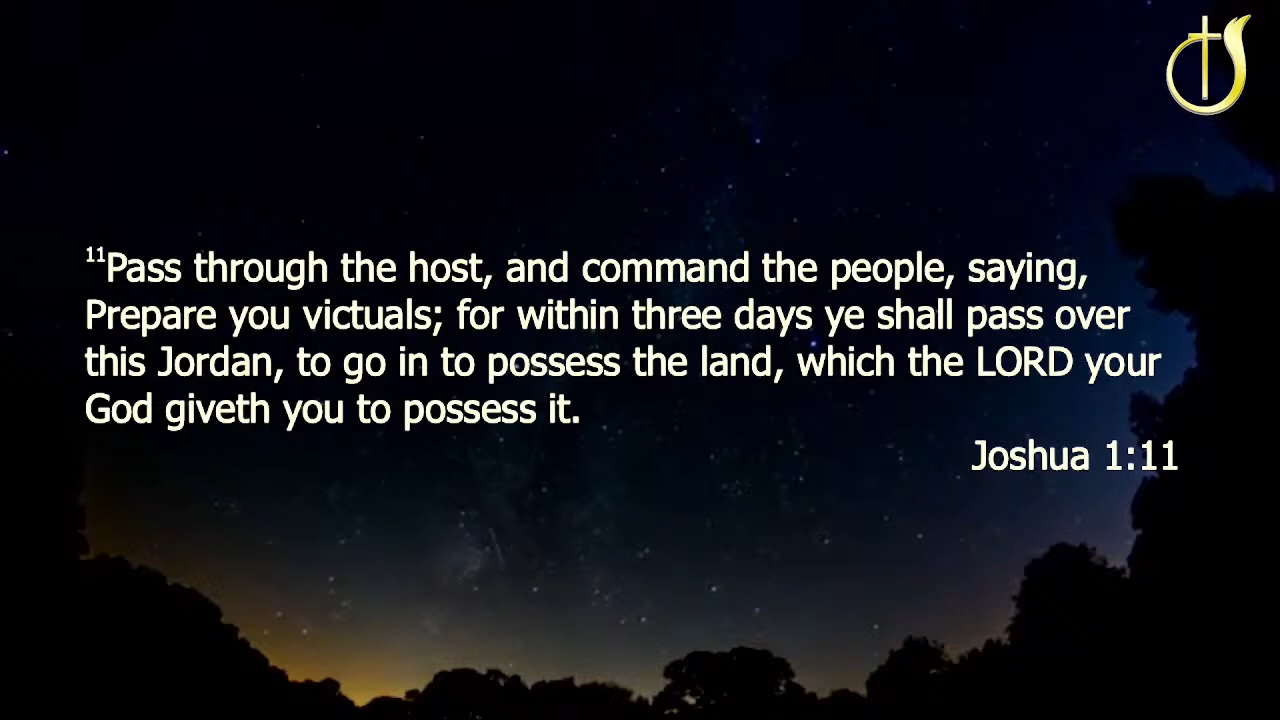 ¹¹Pass through the host, and command the people, saying,
Prepare you victuals; for within three days ye shall pass over
this Jordan, to go in to possess the land, which the LORD your
God giveth you to possess it.
Joshua 1:11